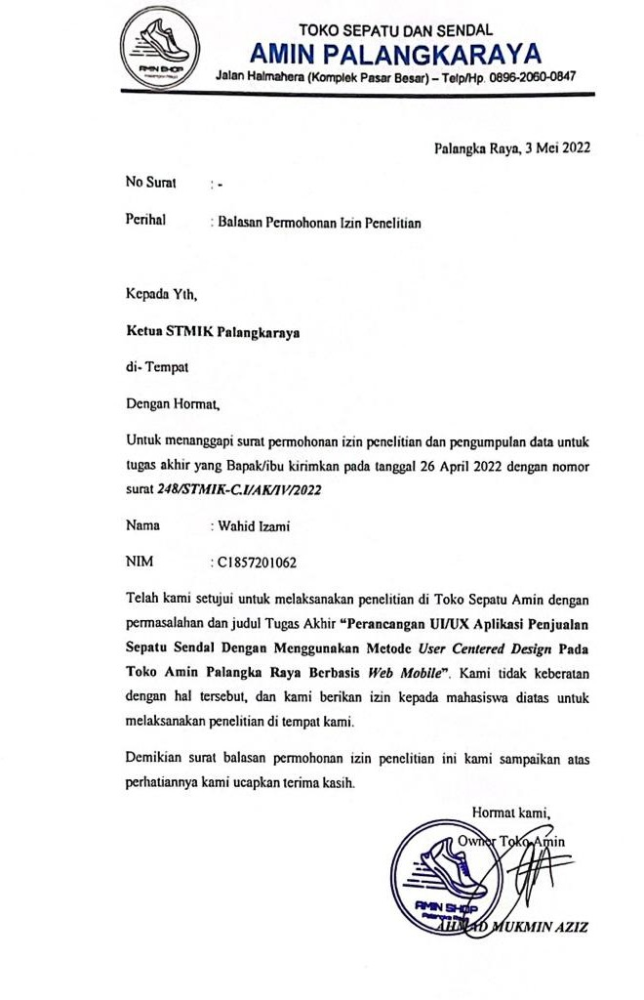 TOKO SEPATU DAN SENDAL
AMIN PALANGKARAYA
Jalan Halmahera (Komplek Pasar Besar) – Telp/Hp. 0896-2060-0847
AMIN SHOP
Palangka Raya, 3 Mei 2022
No Surat : -
Perihal : Balasan Permohonan Izin Penelitian
Kepada Yth,
Ketua STMIK Palangkaraya
di- Tempat
Dengan Hormat,
Untuk menanggapi surat permohonan izin penelitian dan pengumpulan data untuk
tugas akhir yang Bapak/ibu kirimkan pada tanggal 26 April 2022 dengan nomor
surat 248/STMIK-C.I/AK/IV/2022
Nama : Wahid Izami
NIM : C1857201062
Telah kami setujui untuk melaksanakan penelitian di Toko Sepatu Amin dengan
permasalahan dan judul Tugas Akhir “Perancangan UI/UX Aplikasi Penjualan
Sepatu Sendal Dengan Menggunakan Metode User Centered Design Pada
Toko Amin Palangka Raya Berbasis Web Mobile”. Kami tidak keberatan
dengan hal tersebut, dan kami berikan izin kepada mahasiswa diatas untuk
melaksanakan penelitian di tempat kami.
Demikian surat balasan permohonan izin penelitian ini kami sampaikan atas
perhatiannya kami ucapkan terima kasih.
Hormat kami,
Owner Toko Amin
AMIN SHOP
Palangka Raya
AHMAD MUKMIN AZIZ